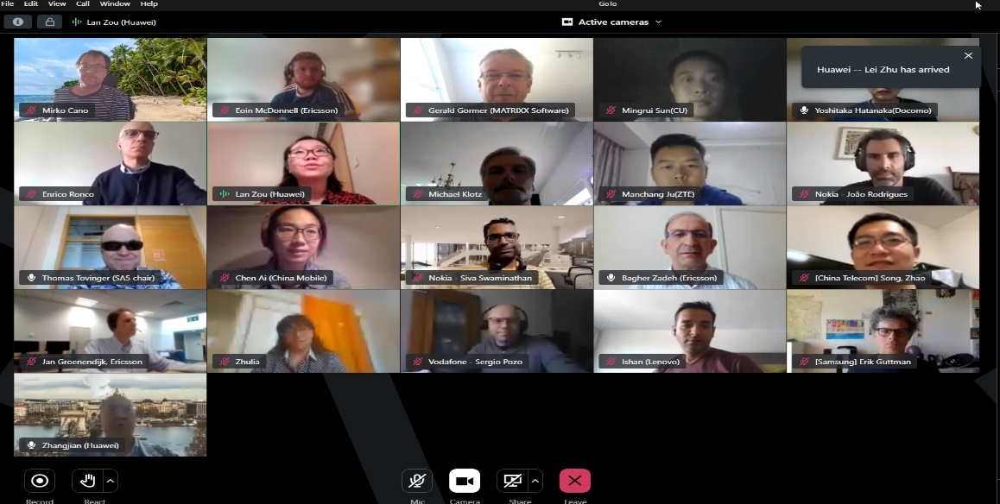 File Edit View Call Window Help
GoTo
Lan Zou (Huawei)
Active cameras
Huawei -- Lei Zhu has arrived
Mirko Cano
Eoin McDonnell (Ericsson)
Gerald Görmer (MATRIXX Software)
Mingrui Sun(CU)
Yoshitaka Hatanaka(Docomo)
Enrico Ronco
Lan Zou (Huawei)
Michael Klotz
Manchang Ju(ZTE)
Nokia - João Rodrigues
Thomas Tovinger (SA5 chair)
Chen Ai (China Mobile)
Nokia - Siva Swaminathan
Bagher Zadeh (Ericsson)
[China Telecom] Song, Zhao
Jan Groenendijk, Ericsson
Zhulia
Vodafone - Sergio Pozo
Ishan (Lenovo)
[Samsung] Erik Guttman
Zhangjian (Huawei)
Record
React
Mic
Camera
Share
Leave